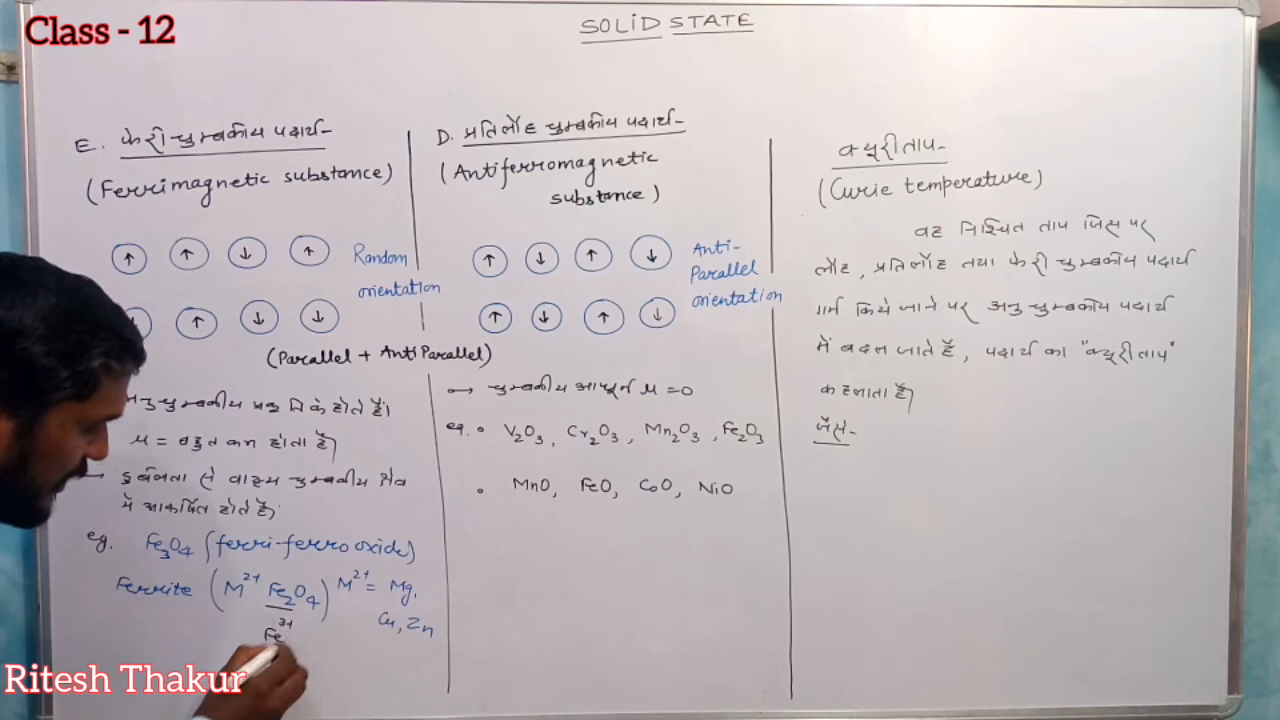 Class - 12
SOLID STATE
E. फेरी चुम्बकीय पदार्थ-
(Ferrimagnetic substance)
Random
orientation
(Parallel + AntiParallel)
अनुचुम्बकीय प्रकृति के होते हैं।
μ = बहुत कम होता है।
→ दुर्बलता से वाह्य चुम्बकीय क्षेत्र
में आकर्षित होते हैं।
eg. Fe3O4 (ferri-ferro oxide)
Ferrite (M²⁺ Fe2O4) M²⁺ = Mg,
Cu, Zn
Fe³⁺
D. प्रतिलौह चुम्बकीय पदार्थ-
(Antiferromagnetic
substance)
Anti-
Parallel
orientation
→ चुम्बकीय आघूर्ण μ = 0
eg. • V2O3, Cr2O3, Mn2O3, Fe2O3
• MnO, FeO, CoO, NiO
क्यूरी ताप-
(Curie temperature)
वह निश्चित ताप जिस पर
लौह, प्रतिलौह तथा फेरी चुम्बकीय पदार्थ
गर्म किये जाने पर अनुचुम्बकीय पदार्थ
में बदल जाते हैं, पदार्थ का "क्यूरी ताप"
कहलाता है।
जैसे-
Ritesh Thakur